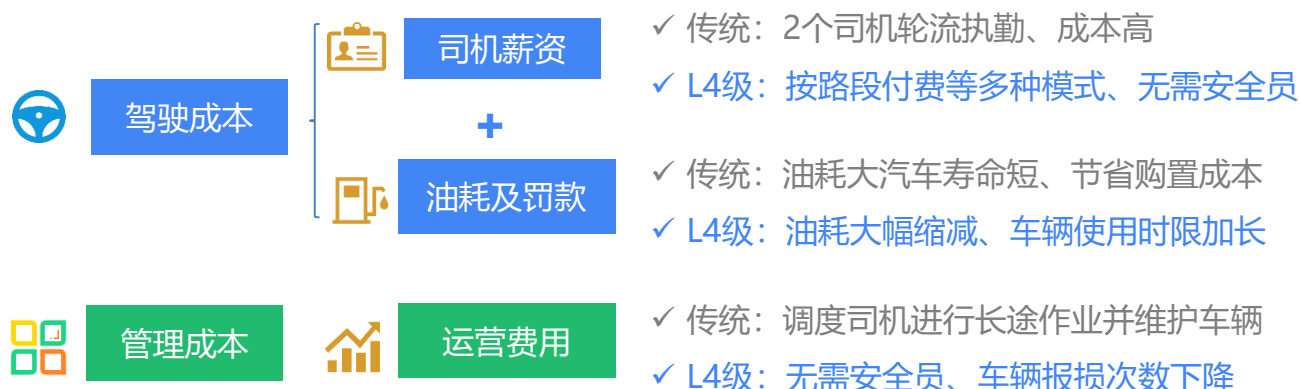 驾驶成本
司机薪资
✓ 传统：2个司机轮流执勤、成本高
✓ L4级：按路段付费等多种模式、无需安全员
+
油耗及罚款
✓ 传统：油耗大汽车寿命短、节省购置成本
✓ L4级：油耗大幅缩减、车辆使用时限加长
管理成本
运营费用
✓ 传统：调度司机进行长途作业并维护车辆
✓ L4级：无需安全员、车辆报损次数下降